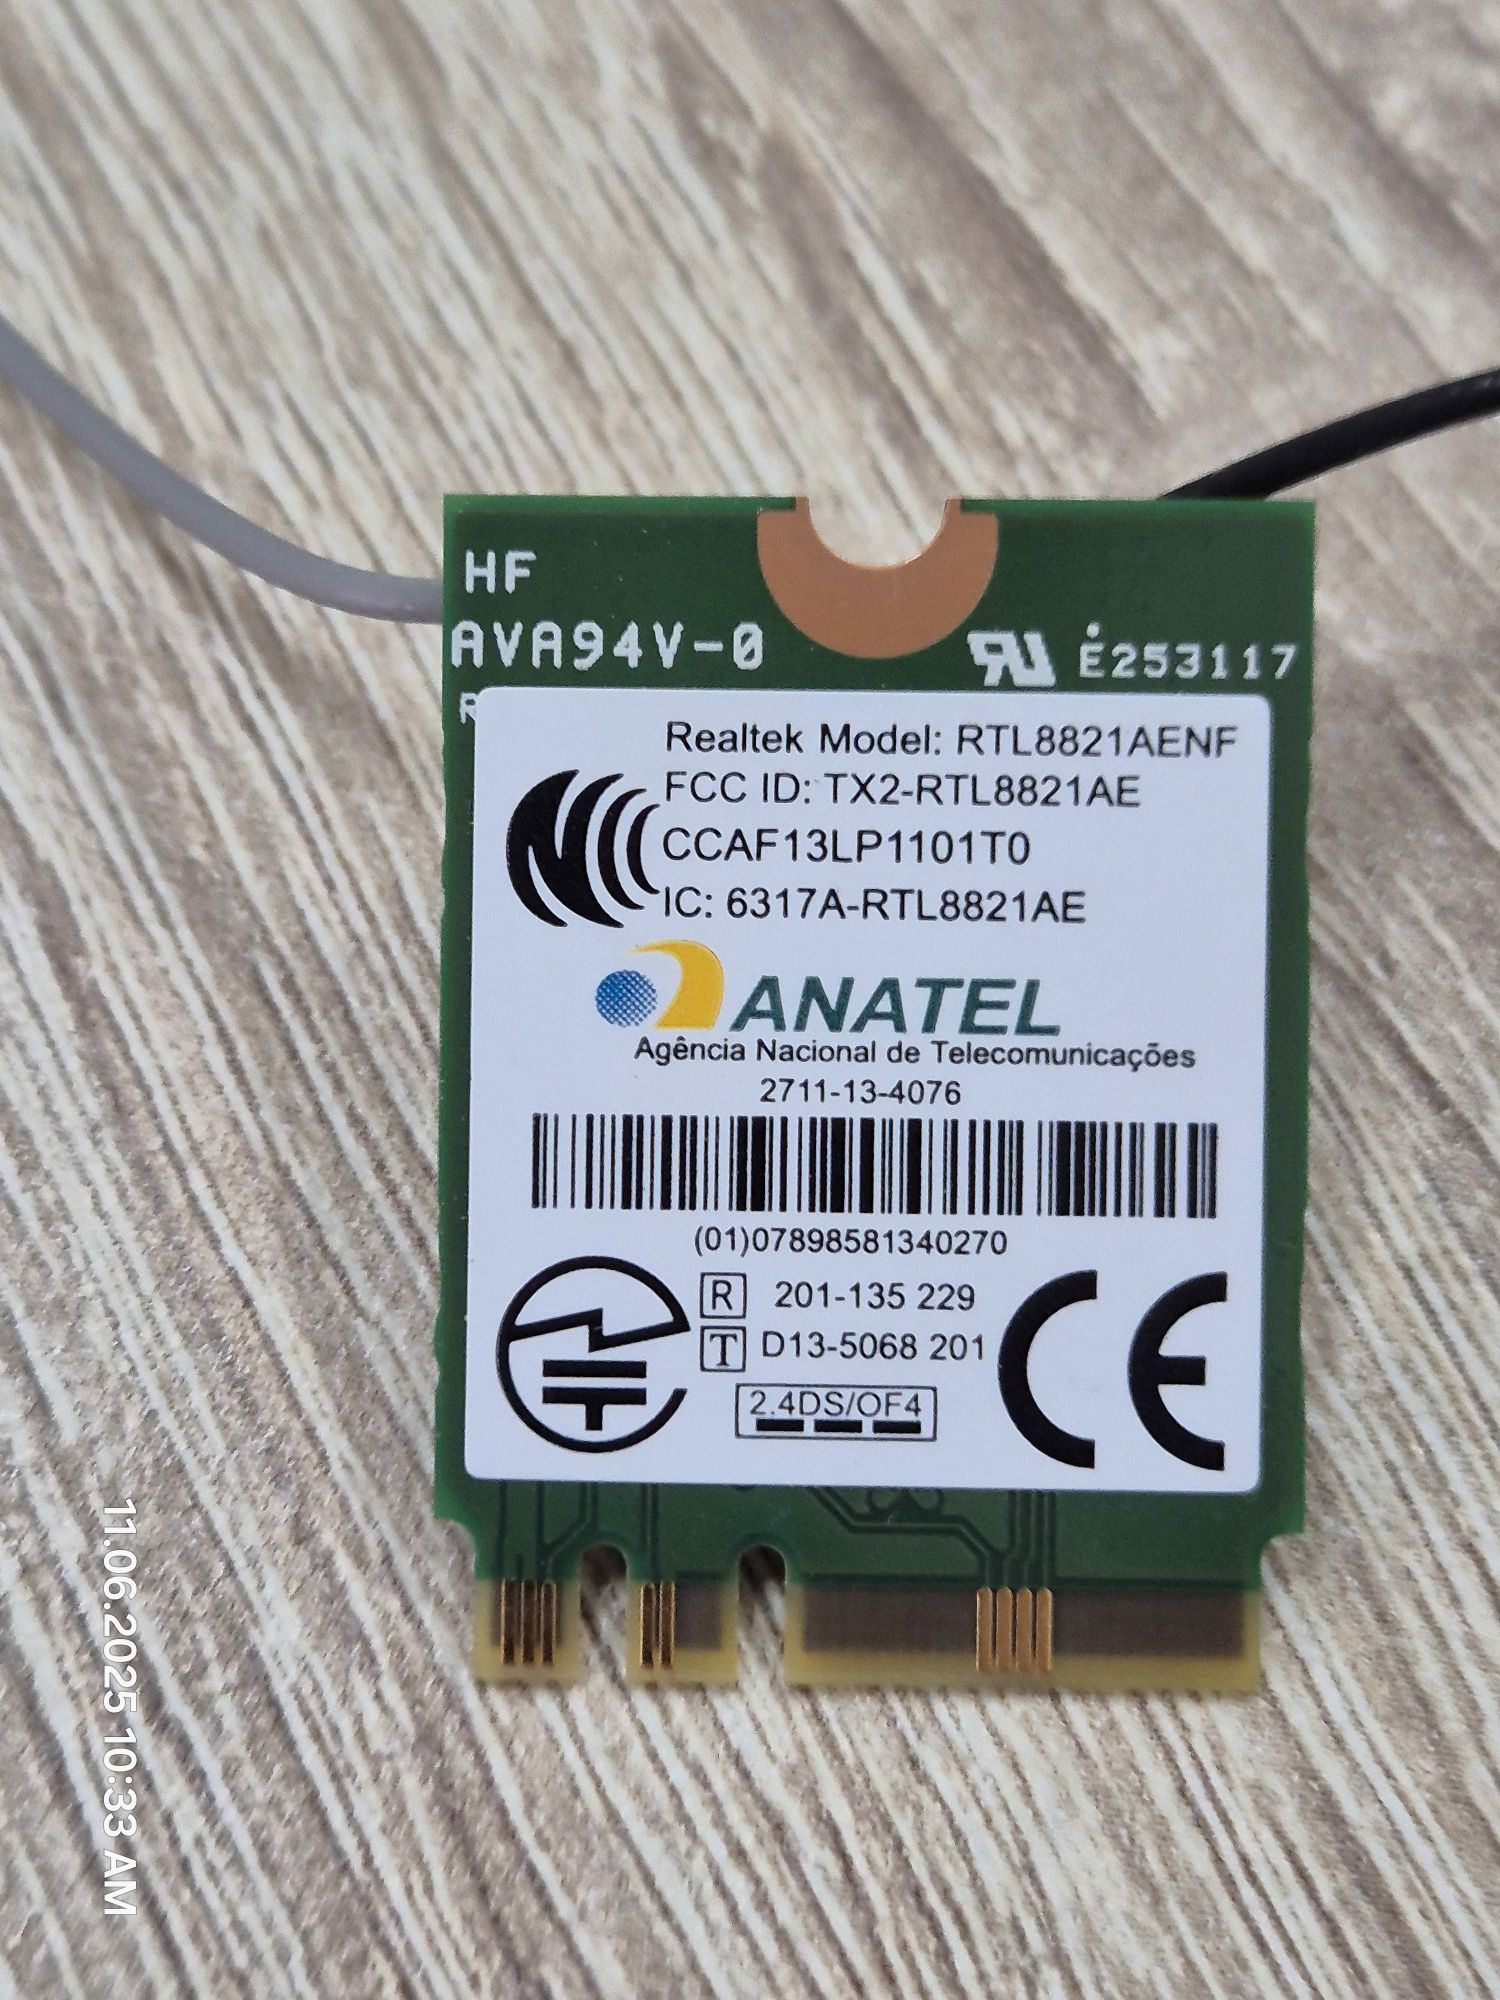 HF
AVA94V-0
E253117
R
Realtek Model: RTL8821AENF
FCC ID: TX2-RTL8821AE
CCAF13LP1101T0
IC: 6317A-RTL8821AE
ANATEL
Agência Nacional de Telecomunicações
2711-13-4076
(01)07898581340270
R 201-135 229
T D13-5068 201
2.4DS/OF4
CE
11.06.2025 10:33 AM